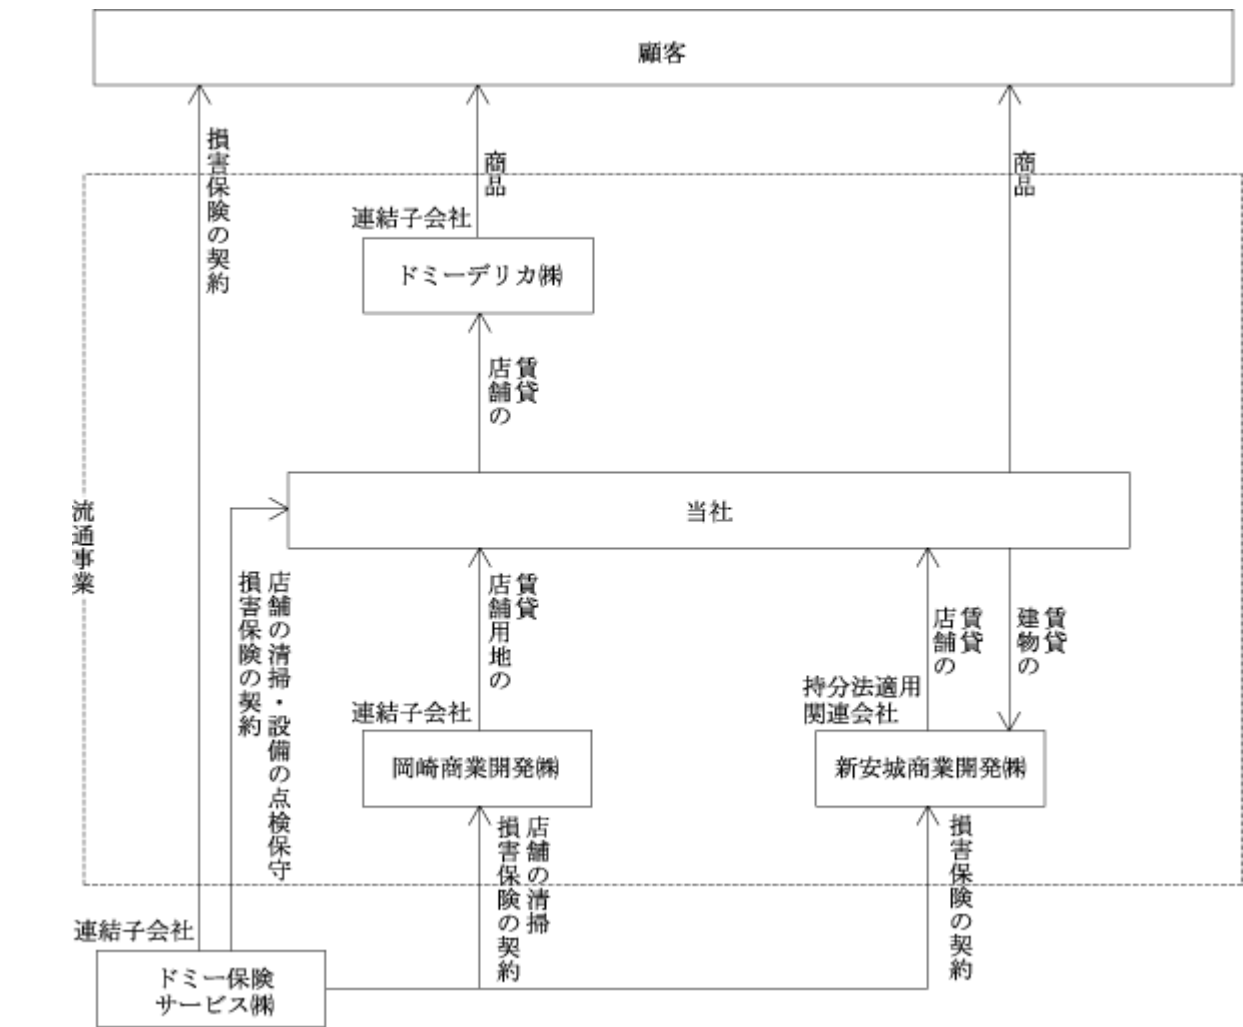 顧客
損害保険の契約
商品
商品
連結子会社
ドミーデリカ㈱
店舗の
賃貸
当社
流通事業
店舗の清掃・設備の点検保守
損害保険の契約
店舗用地の
賃貸
店舗の
賃貸
建物の
賃貸
連結子会社
岡崎商業開発㈱
持分法適用
関連会社
新安城商業開発㈱
店舗の清掃
損害保険の契約
損害保険の契約
連結子会社
ドミー保険
サービス㈱